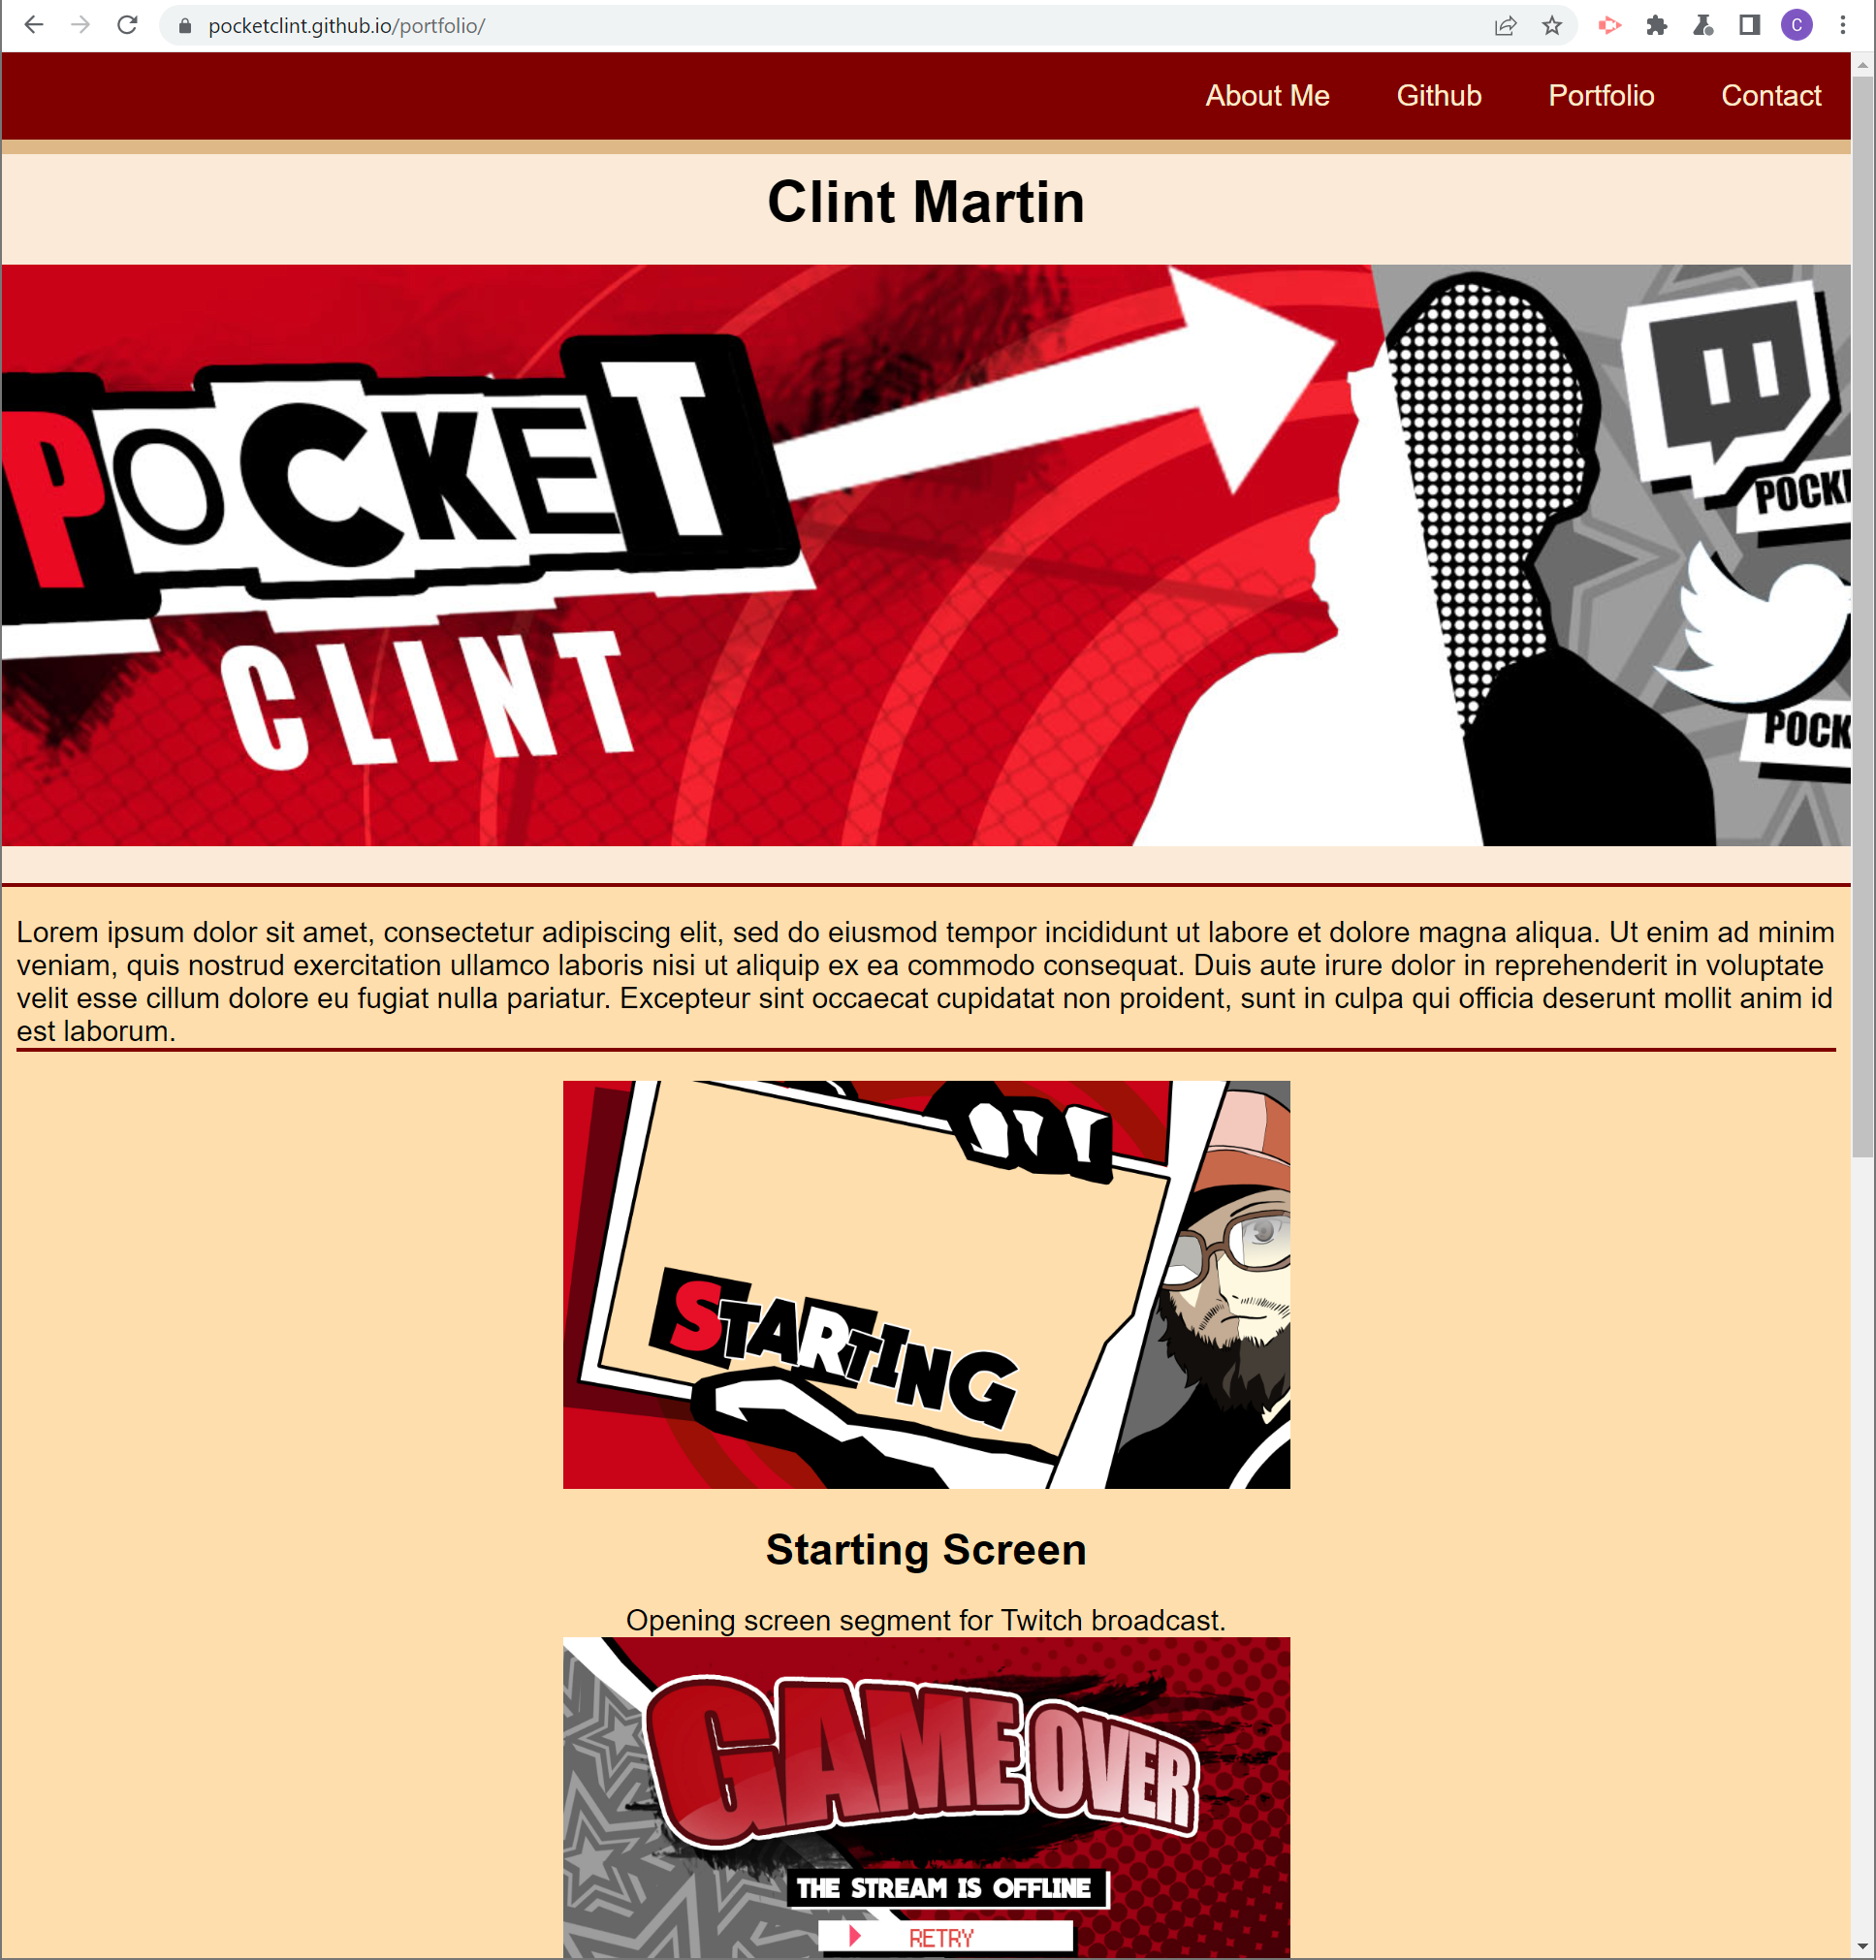 pocketclint.github.io/portfolio/
C
About Me Github Portfolio Contact
Clint Martin
POCKET
CLINT
Lorem ipsum dolor sit amet, consectetur adipiscing elit, sed do eiusmod tempor incididunt ut labore et dolore magna aliqua. Ut enim ad minim
veniam, quis nostrud exercitation ullamco laboris nisi ut aliquip ex ea commodo consequat. Duis aute irure dolor in reprehenderit in voluptate
velit esse cillum dolore eu fugiat nulla pariatur. Excepteur sint occaecat cupidatat non proident, sunt in culpa qui officia deserunt mollit anim id
est laborum.
STARTING
Starting Screen
Opening screen segment for Twitch broadcast.
GAME OVER
THE STREAM IS OFFLINE
RETRY